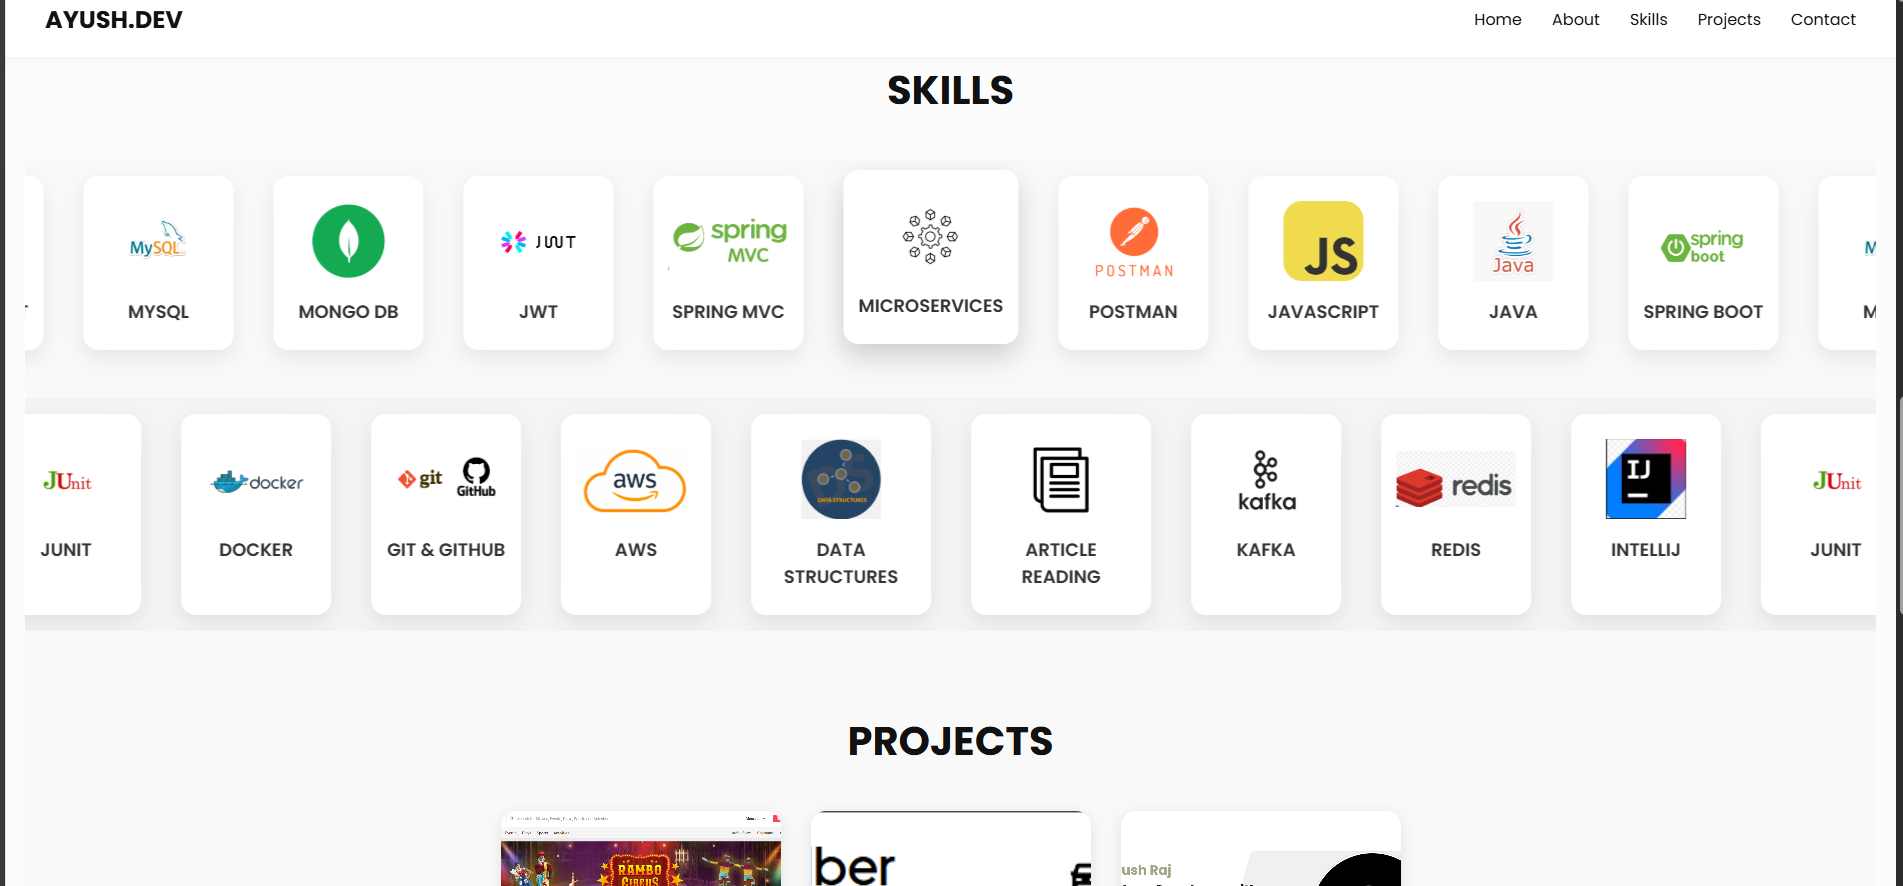 AYUSH.DEV
Home About Skills Projects Contact
SKILLS
MySQL
JWT
spring
MVC
POSTMAN
JS
Java
spring
boot
MYSQL
MONGO DB
JWT
SPRING MVC
MICROSERVICES
POSTMAN
JAVASCRIPT
JAVA
SPRING BOOT
M
JUnit
docker
git
GitHub
aws
DATA STRUCTURES
kafka
redis
IJ
JUnit
JUNIT
DOCKER
GIT & GITHUB
AWS
DATA
STRUCTURES
ARTICLE
READING
KAFKA
REDIS
INTELLIJ
JUNIT
PROJECTS
RAMBO
CIRCUS
ber
ush Raj